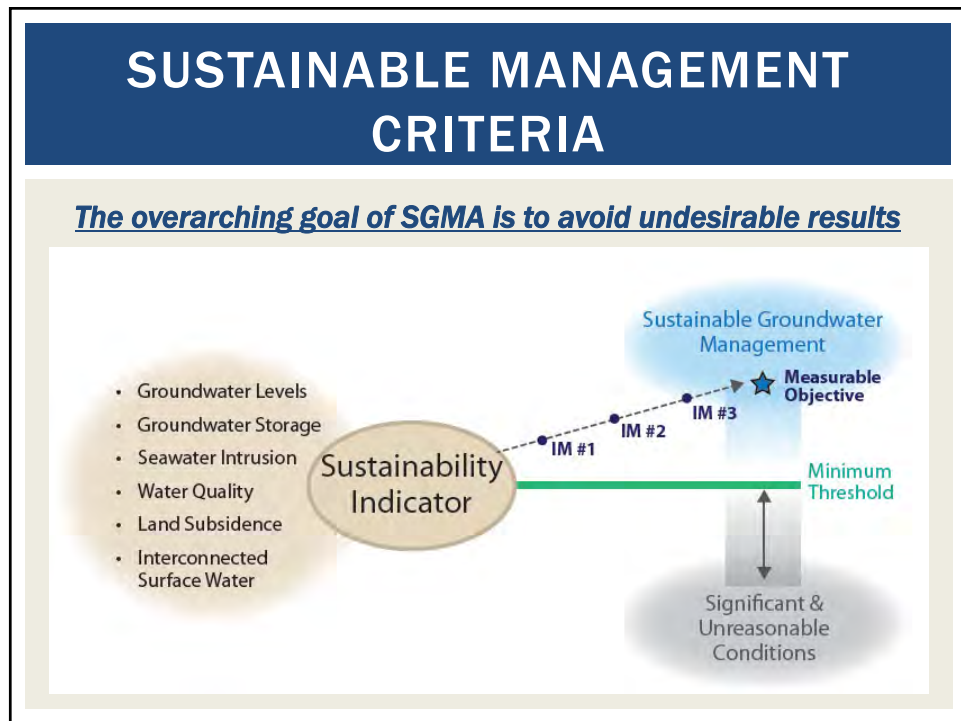 SUSTAINABLE MANAGEMENT
CRITERIA
The overarching goal of SGMA is to avoid undesirable results
• Groundwater Levels
• Groundwater Storage
• Seawater Intrusion
• Water Quality
• Land Subsidence
• Interconnected
Surface Water
Sustainability
Indicator
IM #1
IM #2
IM #3
Sustainable Groundwater
Management
Measurable
Objective
Minimum
Threshold
Significant &
Unreasonable
Conditions